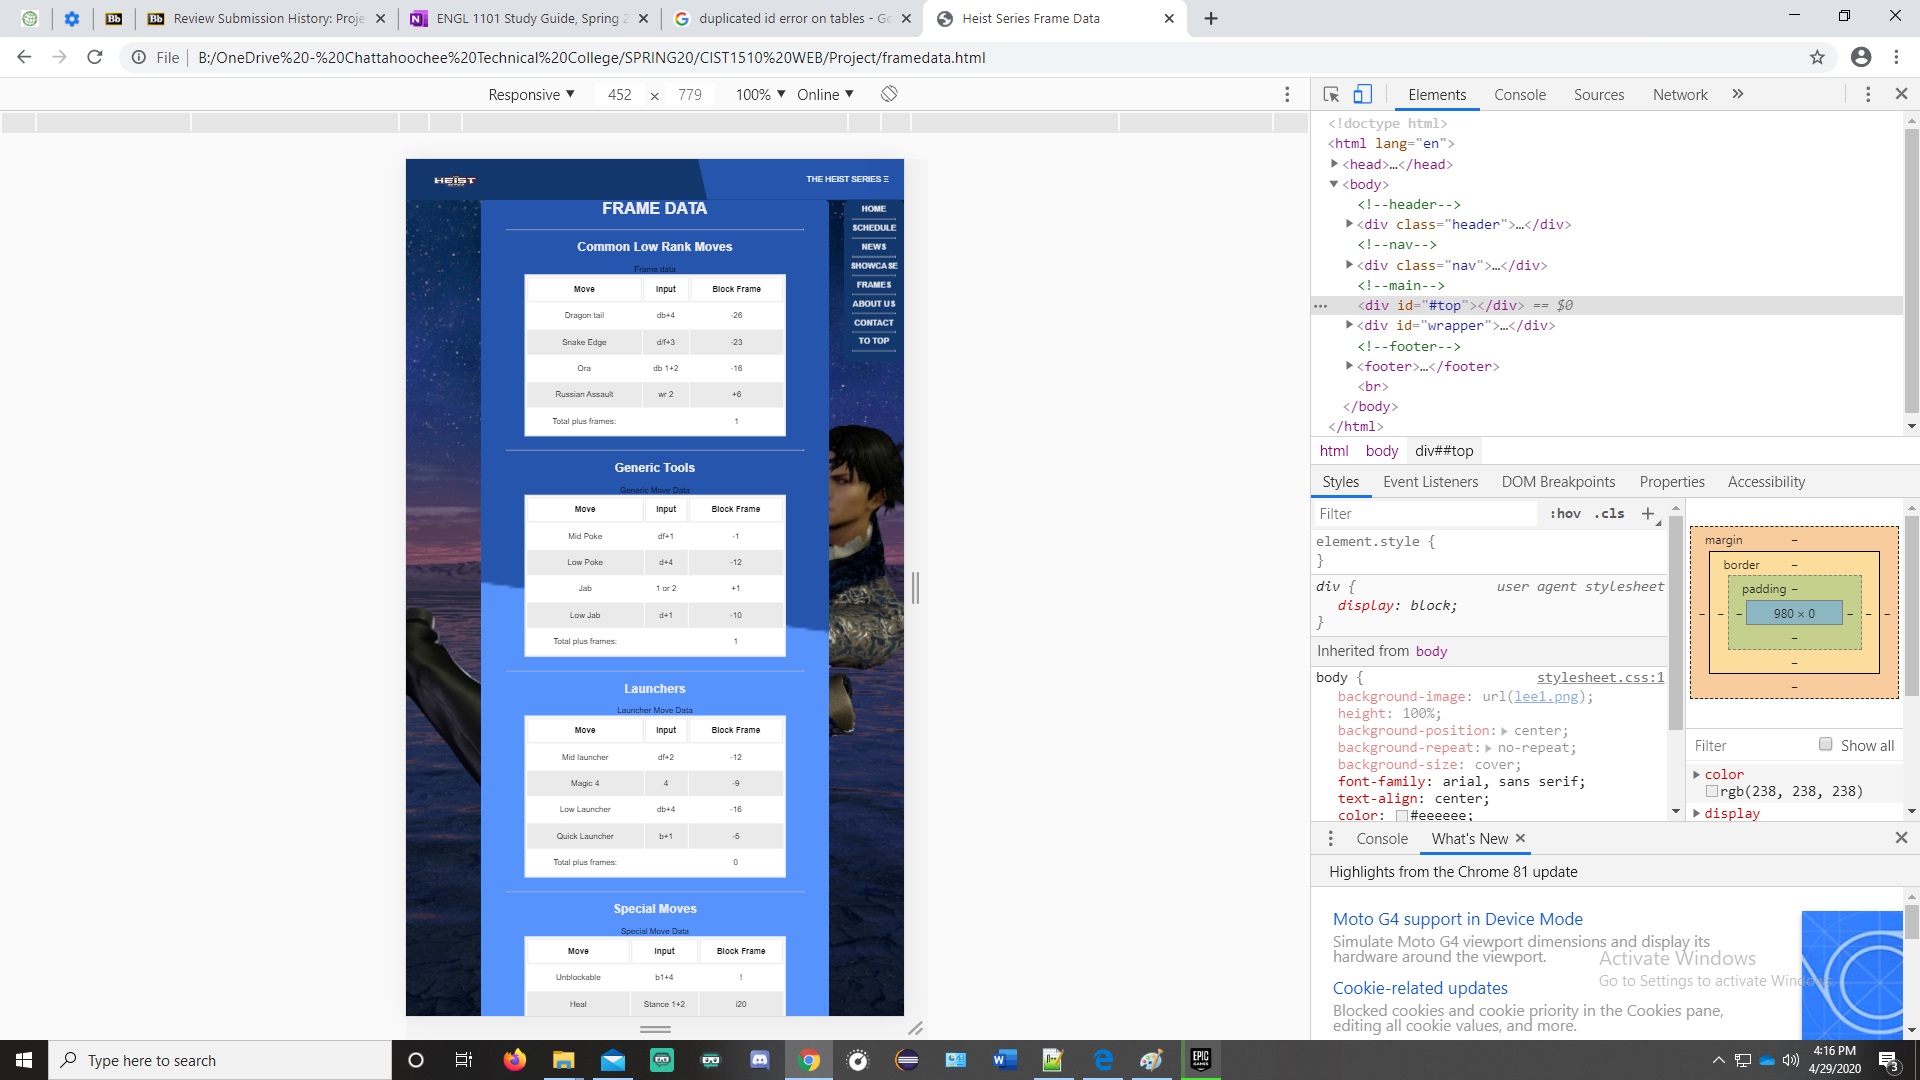 Review Submission History: Proje
ENGL 1101 Study Guide, Spring 2
duplicated id error on tables - Go
Heist Series Frame Data
File
B:/OneDrive%20-%20Chattahoochee%20Technical%20College/SPRING20/CIST1510%20WEB/Project/framedata.html
Responsive ▼ 452 × 779 100% ▼ Online ▼
Elements Console Sources Network »
HEIST
THE HEIST SERIES Ξ
HOME
SCHEDULE
NEWS
SHOWCASE
FRAMES
ABOUT US
CONTACT
TO TOP
FRAME DATA
Common Low Rank Moves
Frame data
Move Input Block Frame
Dragon tail db+4 -26
Snake Edge d/f+3 -23
Ora db 1+2 -16
Russian Assault wr 2 +6
Total plus frames: 1
Generic Tools
Generic Move Data
Move Input Block Frame
Mid Poke df+1 -1
Low Poke d+4 -12
Jab 1 or 2 +1
Low Jab d+1 -10
Total plus frames: 1
Launchers
Launcher Move Data
Move Input Block Frame
Mid launcher df+2 -12
Magic 4 4 -9
Low Launcher db+4 -16
Quick Launcher b+1 -5
Total plus frames: 0
Special Moves
Special Move Data
Move Input Block Frame
Unblockable b1+4 !
Heal Stance 1+2 i20
<!doctype html>
<html lang="en">
<head>…</head>
<body>
<!--header-->
<div class="header">…</div>
<!--nav-->
<div class="nav">…</div>
<!--main-->
<div id="#top"></div> == $0
<div id="wrapper">…</div>
<!--footer-->
<footer>…</footer>
<br>
</body>
</html>
html body div##top
Styles Event Listeners DOM Breakpoints Properties Accessibility
Filter :hov .cls +
element.style {
}
div { user agent stylesheet
display: block;
}
Inherited from body
body { stylesheet.css:1
background-image: url(lee1.png);
height: 100%;
background-position: center;
background-repeat: no-repeat;
background-size: cover;
font-family: arial, sans serif;
text-align: center;
color: #eeeeee;
margin –
border –
padding –
980 × 0
Filter Show all
color
rgb(238, 238, 238)
display
Console What's New
Highlights from the Chrome 81 update
Moto G4 support in Device Mode
Simulate Moto G4 viewport dimensions and display its
hardware around the viewport.
Cookie-related updates
Blocked cookies and cookie priority in the Cookies pane,
editing all cookie values, and more.
Activate Windows
Go to Settings to activate Windows.
Type here to search
EPIC GAMES
4:16 PM
4/29/2020
3